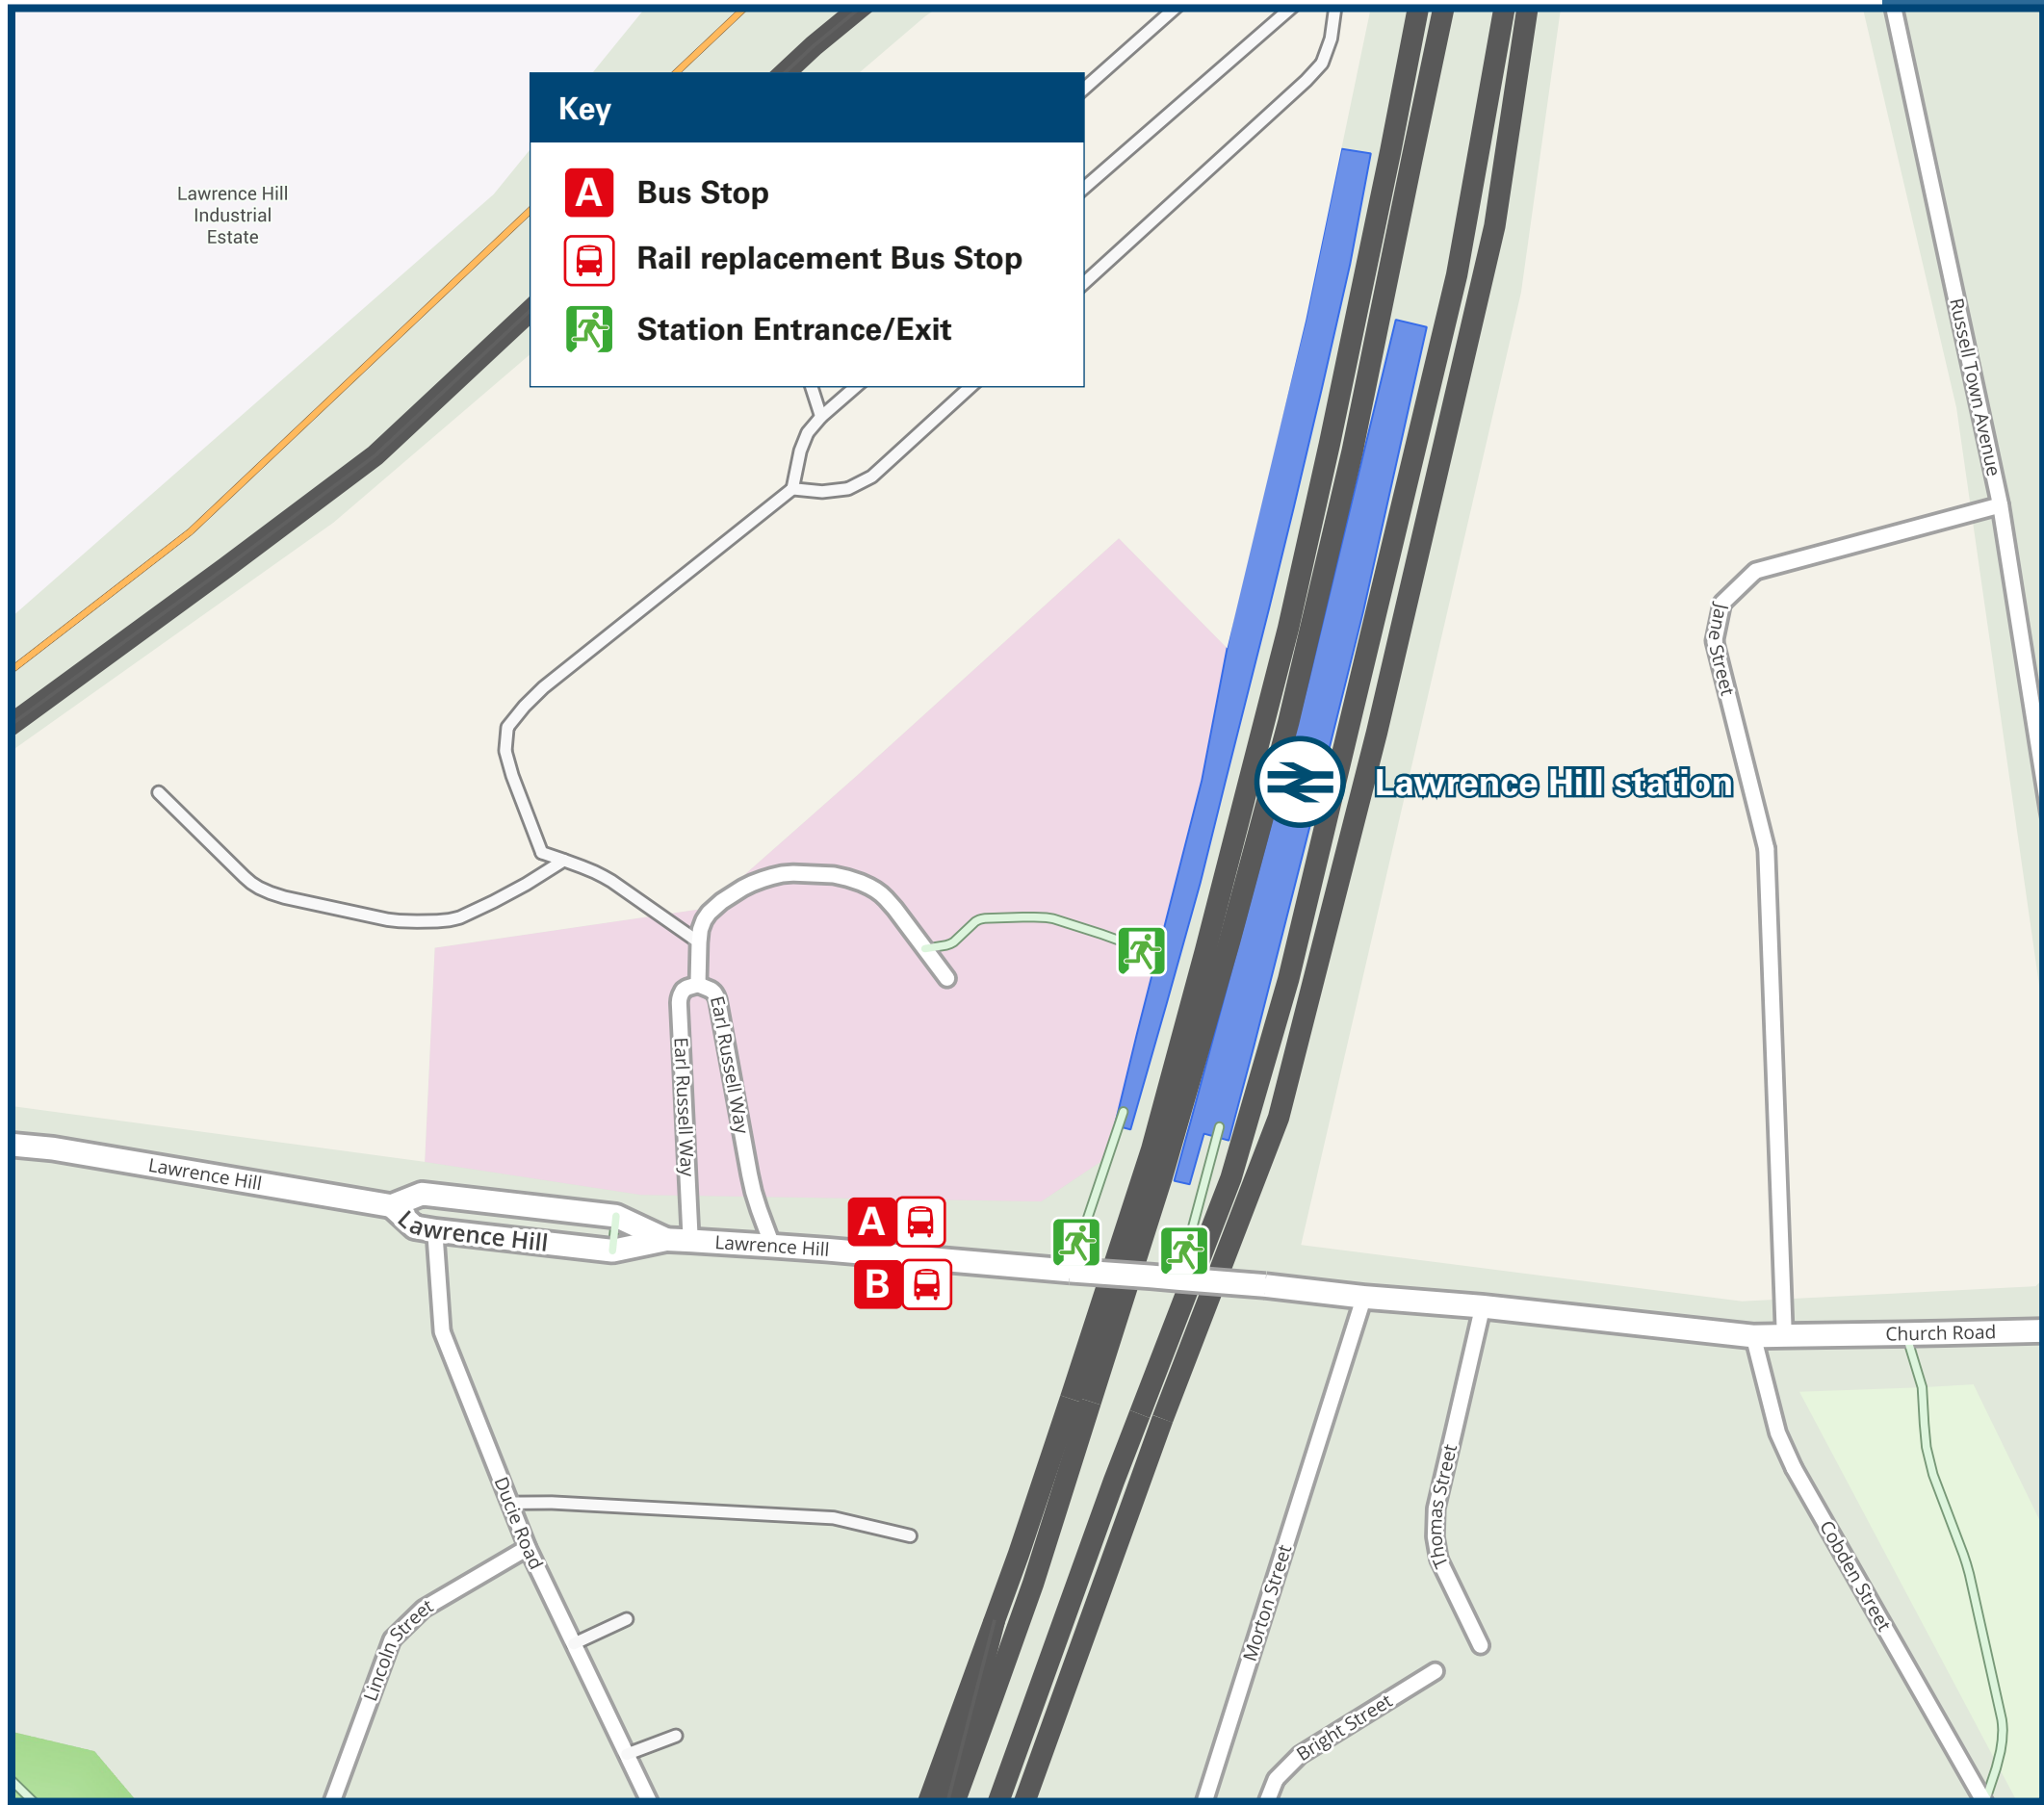 Key
A Bus Stop
Rail replacement Bus Stop
Station Entrance/Exit
Lawrence Hill
Industrial
Estate
Russell Town Avenue
Jane Street
Lawrence Hill station
Earl Russell Way
Earl Russell Way
Lawrence Hill
Lawrence Hill
Lawrence Hill
A
B
Church Road
Ducie Road
Lincoln Street
Morton Street
Thomas Street
Bright Street
Cobden Street